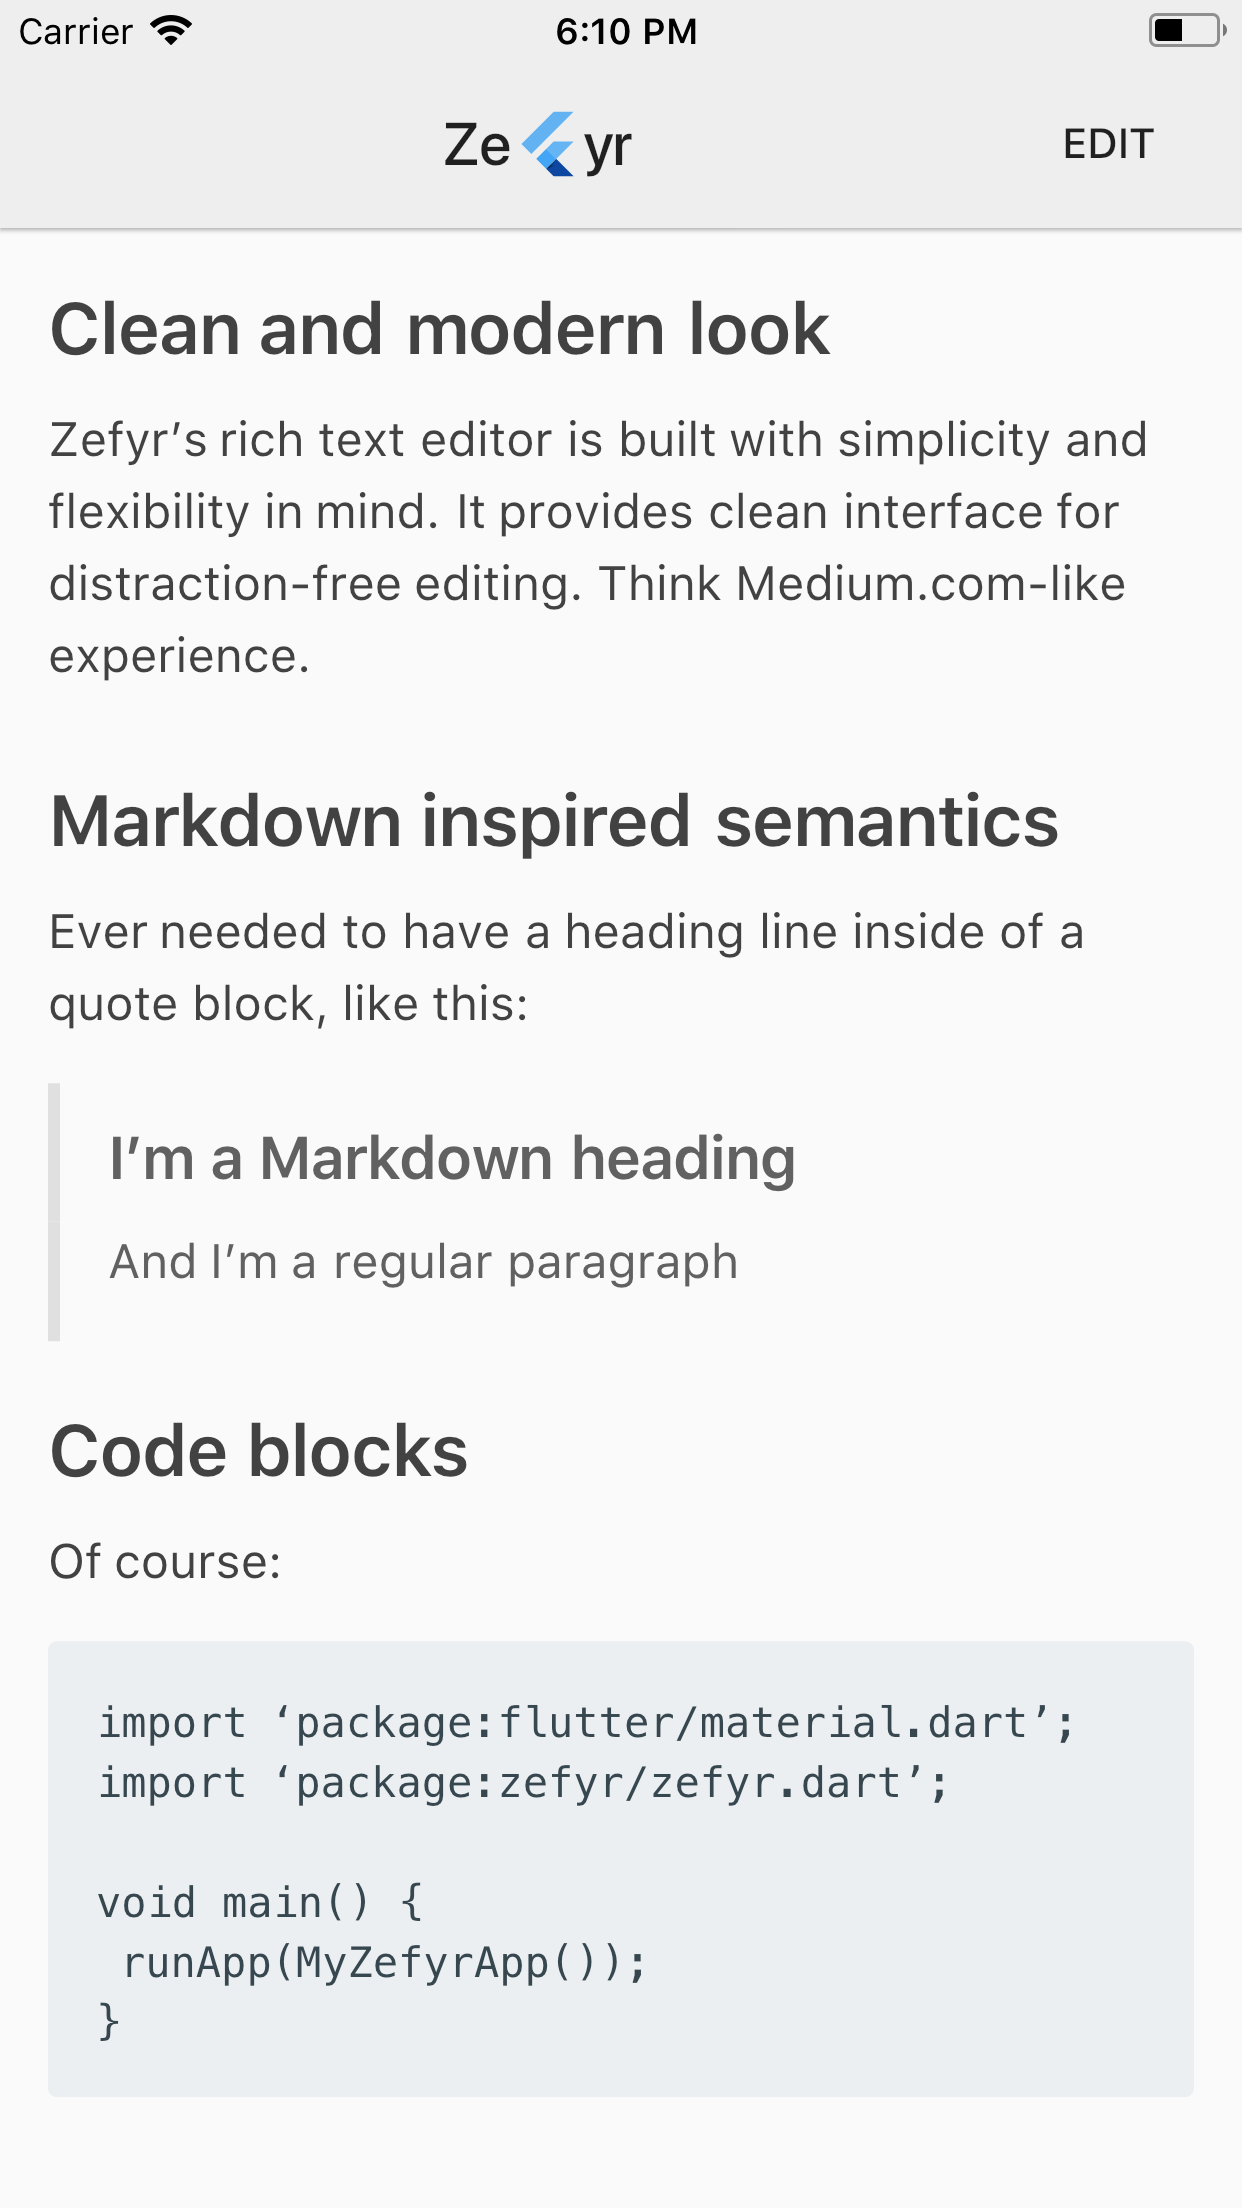 Carrier 6:10 PM
Zefyr EDIT
Clean and modern look
Zefyr’s rich text editor is built with simplicity and
flexibility in mind. It provides clean interface for
distraction-free editing. Think Medium.com-like
experience.
Markdown inspired semantics
Ever needed to have a heading line inside of a
quote block, like this:
I’m a Markdown heading
And I’m a regular paragraph
Code blocks
Of course:
import ‘package:flutter/material.dart’;
import ‘package:zefyr/zefyr.dart’;
void main() {
 runApp(MyZefyrApp());
}